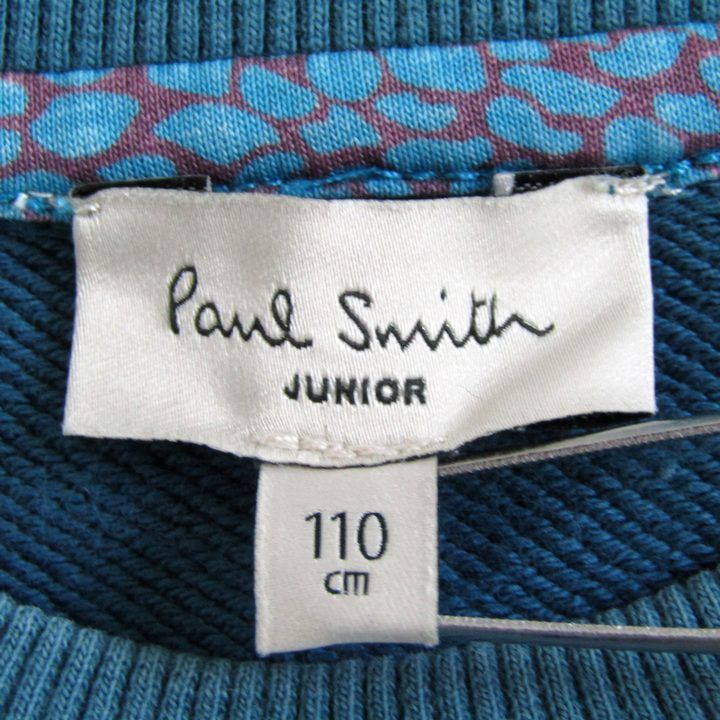 Paul Smith
JUNIOR
110
cm